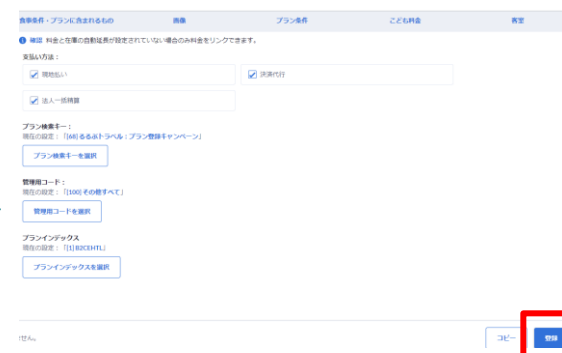 食事条件・プランに含まれるもの 画像 プラン条件 こども料金 客室
確認 料金と在庫の自動延長が設定されていない場合のみ料金をリンクできます。
支払い方法：
現地払い 決済代行
法人一括精算
プラン検索キー：
現在の設定：「[68] るるぶトラベル：プラン登録キャンペーン」
プラン検索キーを選択
管理用コード：
現在の設定：「[100] その他すべて」
管理用コードを選択
プランインデックス
現在の設定：「[1] B2CEHTL」
プランインデックスを選択
せん。 コピー 登録